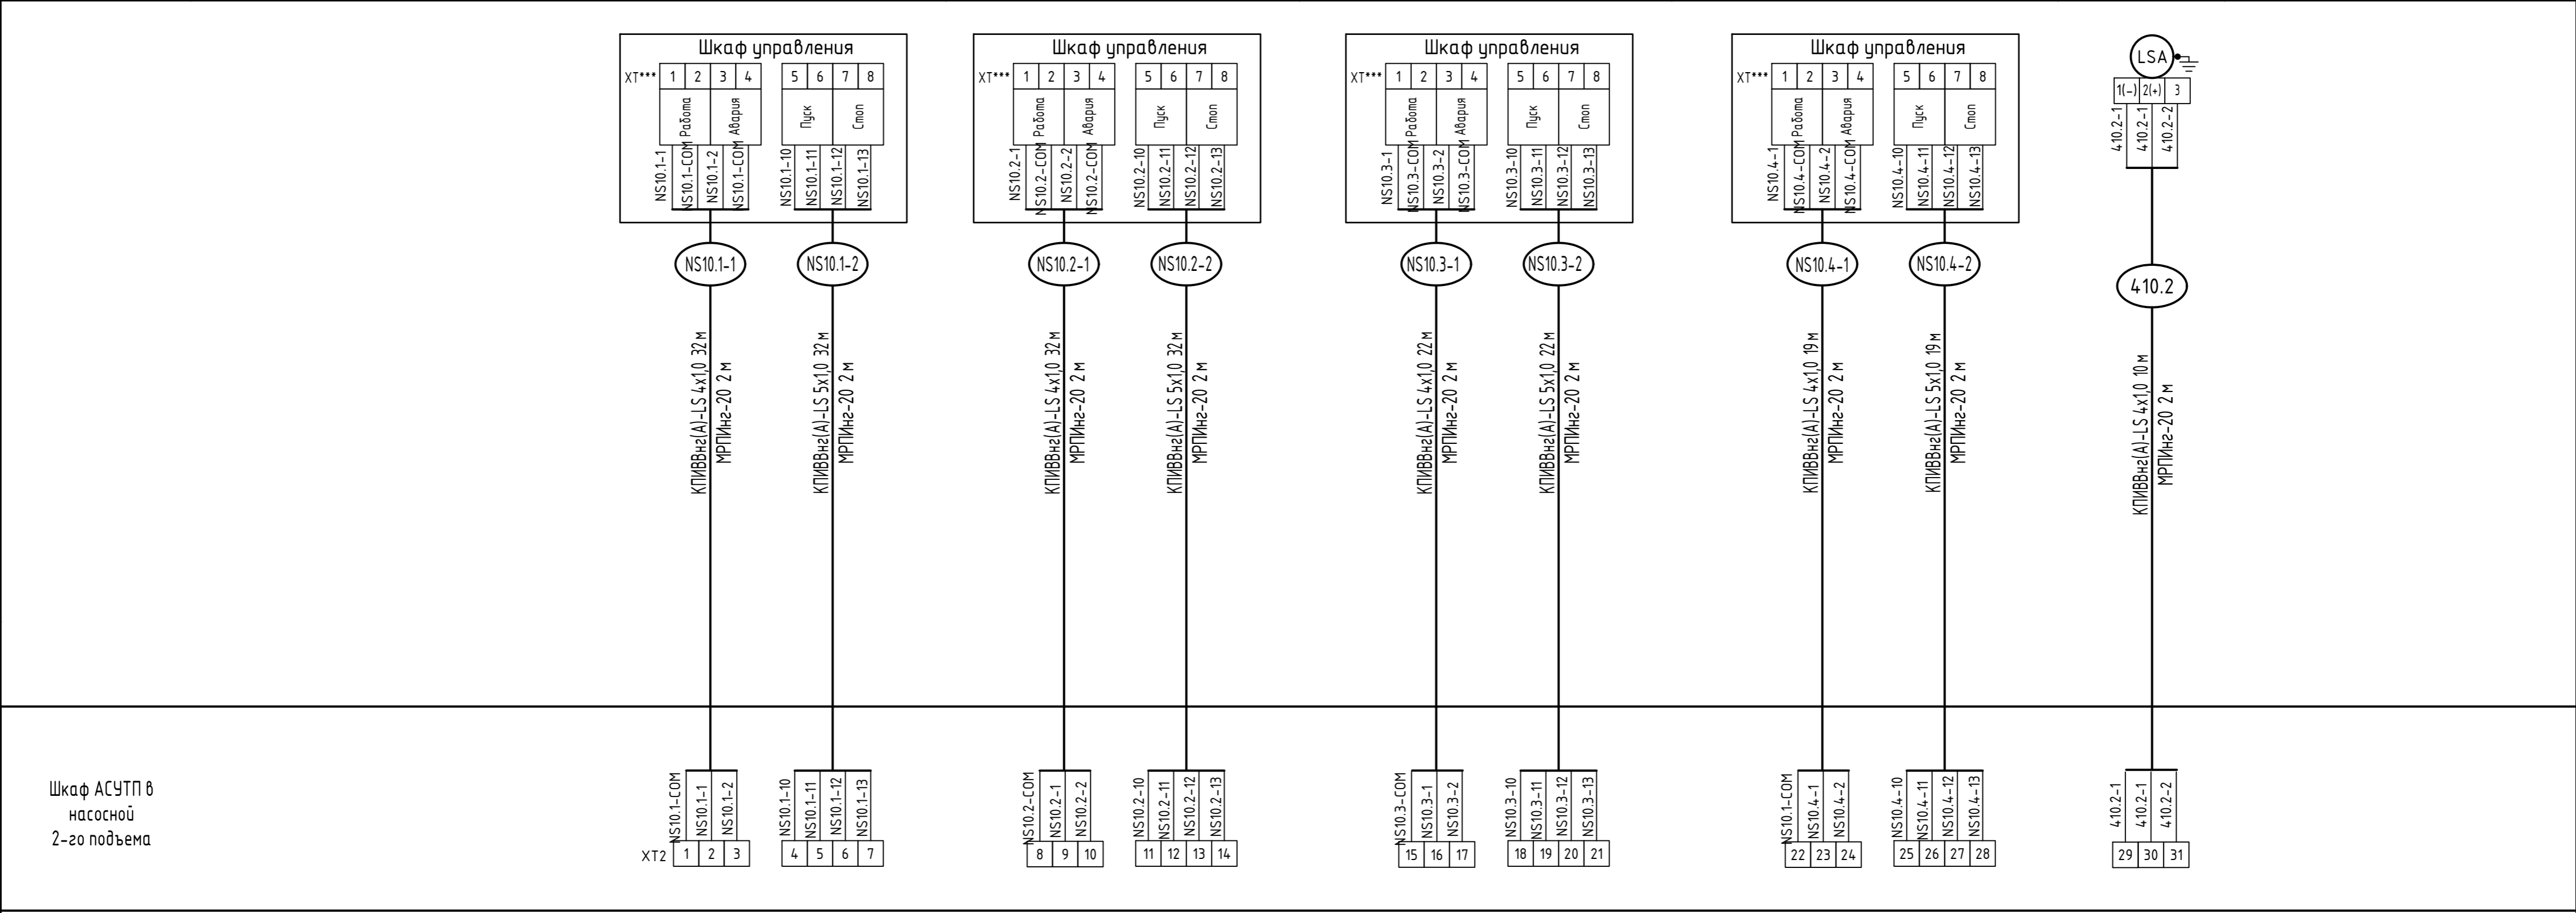 Шкаф управления
XT*** 1 2 3 4 5 6 7 8
Работа Авария Пуск Стоп
NS10.1-1 NS10.1-COM NS10.1-2 NS10.1-COM NS10.1-10 NS10.1-11 NS10.1-12 NS10.1-13
NS10.1-1 NS10.1-2
КПИВВнг(А)-LS 4x1,0 32 м
МРПИнг-20 2 м
КПИВВнг(А)-LS 5x1,0 32 м
МРПИнг-20 2 м
Шкаф управления
XT*** 1 2 3 4 5 6 7 8
Работа Авария Пуск Стоп
NS10.2-1 NS10.2-COM NS10.2-2 NS10.2-COM NS10.2-10 NS10.2-11 NS10.2-12 NS10.2-13
NS10.2-1 NS10.2-2
КПИВВнг(А)-LS 4x1,0 32 м
МРПИнг-20 2 м
КПИВВнг(А)-LS 5x1,0 32 м
МРПИнг-20 2 м
Шкаф управления
XT*** 1 2 3 4 5 6 7 8
Работа Авария Пуск Стоп
NS10.3-1 NS10.3-COM NS10.3-2 NS10.3-COM NS10.3-10 NS10.3-11 NS10.3-12 NS10.3-13
NS10.3-1 NS10.3-2
КПИВВнг(А)-LS 4x1,0 22 м
МРПИнг-20 2 м
КПИВВнг(А)-LS 5x1,0 22 м
МРПИнг-20 2 м
Шкаф управления
XT*** 1 2 3 4 5 6 7 8
Работа Авария Пуск Стоп
NS10.4-1 NS10.4-COM NS10.4-2 NS10.4-COM NS10.4-10 NS10.4-11 NS10.4-12 NS10.4-13
NS10.4-1 NS10.4-2
КПИВВнг(А)-LS 4x1,0 19 м
МРПИнг-20 2 м
КПИВВнг(А)-LS 5x1,0 19 м
МРПИнг-20 2 м
LSA
1(-) 2(+) 3
410.2-1 410.2-1 410.2-2
410.2
КПИВВнг(А)-LS 4x1,0 10 м
МРПИнг-20 2 м
Шкаф АСУТП в
насосной
2-го подъема
NS10.1-COM NS10.1-1 NS10.1-2 NS10.1-10 NS10.1-11 NS10.1-12 NS10.1-13 NS10.2-COM NS10.2-1 NS10.2-2 NS10.2-10 NS10.2-11 NS10.2-12 NS10.2-13 NS10.3-COM NS10.3-1 NS10.3-2 NS10.3-10 NS10.3-11 NS10.3-12 NS10.3-13 NS10.1-COM NS10.4-1 NS10.4-2 NS10.4-10 NS10.4-11 NS10.4-12 NS10.4-13 410.2-1 410.2-1 410.2-2
XT2 1 2 3 4 5 6 7 8 9 10 11 12 13 14 15 16 17 18 19 20 21 22 23 24 25 26 27 28 29 30 31